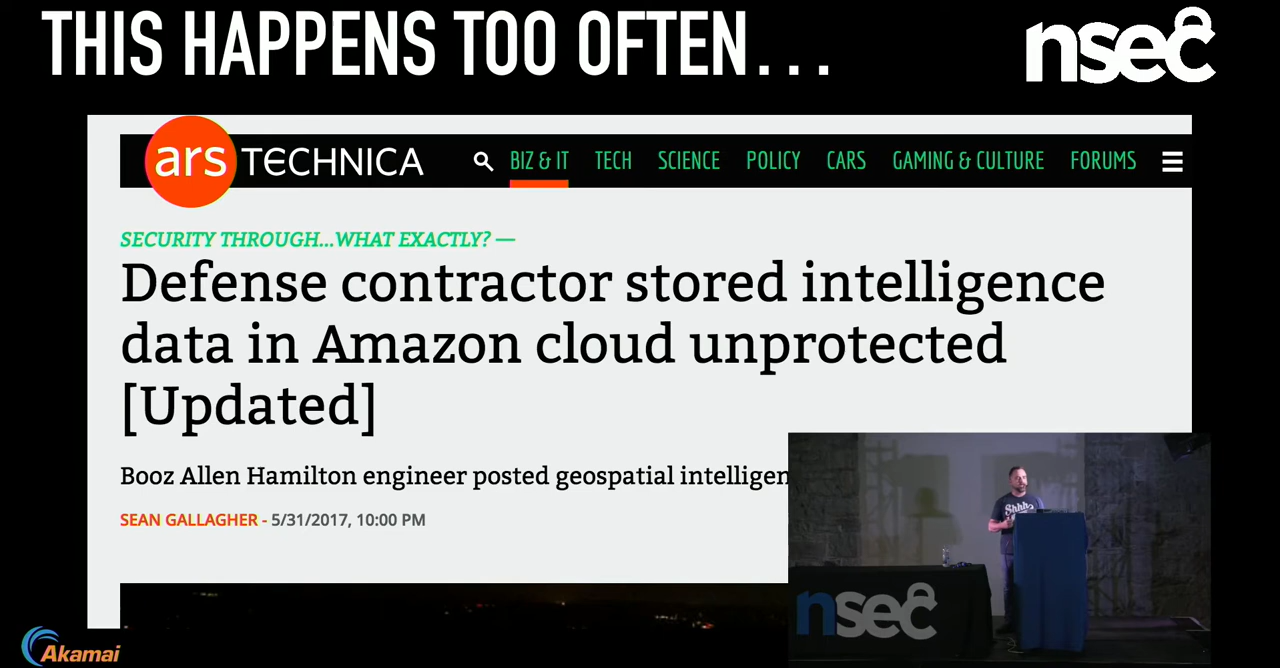 THIS HAPPENS TOO OFTEN...
nsec
ars TECHNICA
BIZ & IT TECH SCIENCE POLICY CARS GAMING & CULTURE FORUMS
SECURITY THROUGH...WHAT EXACTLY? —
Defense contractor stored intelligence
data in Amazon cloud unprotected
[Updated]
Booz Allen Hamilton engineer posted geospatial intelligen
SEAN GALLAGHER - 5/31/2017, 10:00 PM
Shhh
nsec
Akamai